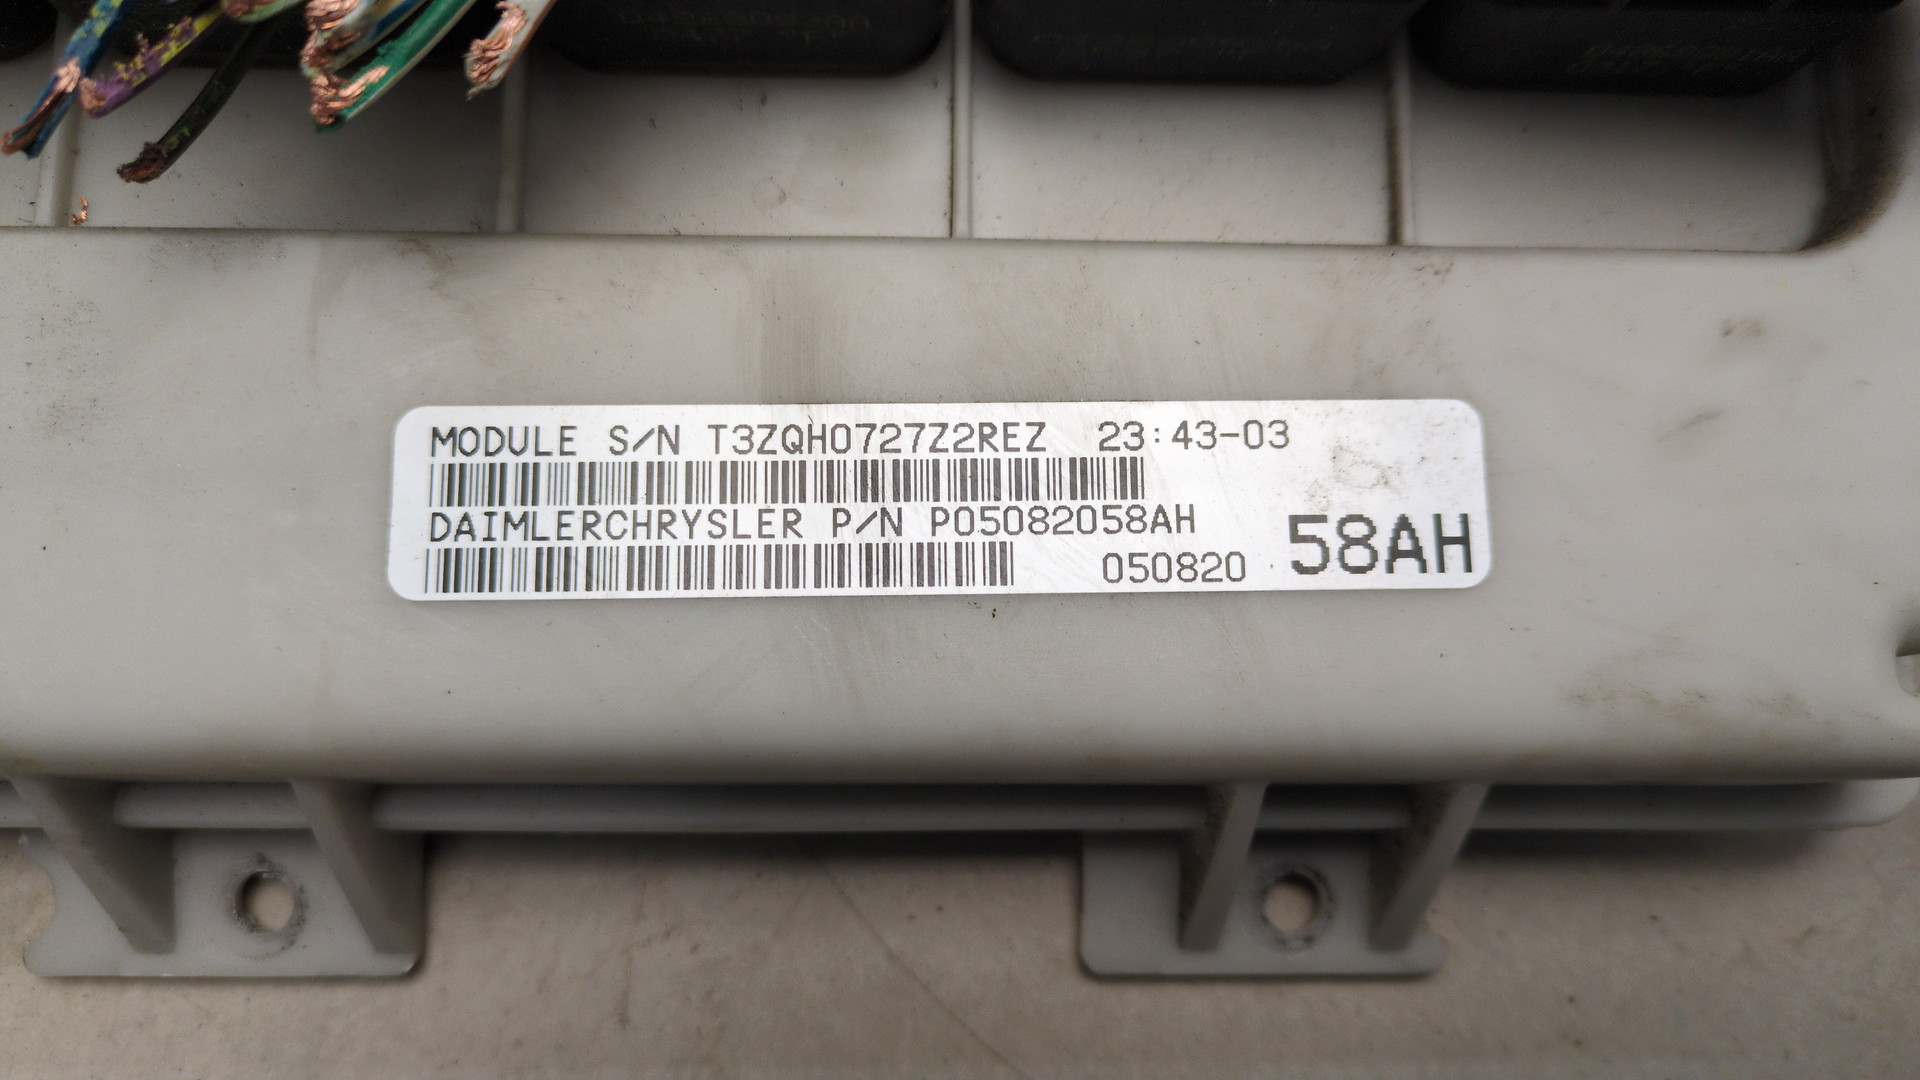 MODULE S/N T3ZQH0727Z2REZ 23:43-03
DAIMLERCHRYSLER P/N P05082058AH
050820 58AH